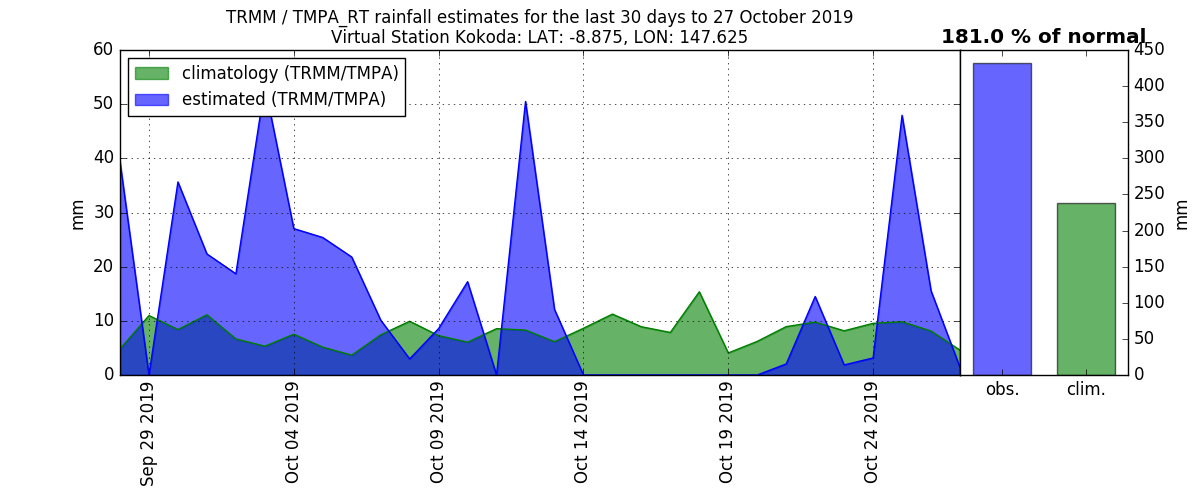 TRMM / TMPA_RT rainfall estimates for the last 30 days to 27 October 2019
Virtual Station Kokoda: LAT: -8.875, LON: 147.625
181.0 % of normal
climatology (TRMM/TMPA)
estimated (TRMM/TMPA)
60
50
40
30
20
10
0
mm
Sep 29 2019
Oct 04 2019
Oct 09 2019
Oct 14 2019
Oct 19 2019
Oct 24 2019
450
400
350
300
250
200
150
100
50
0
mm
obs.
clim.